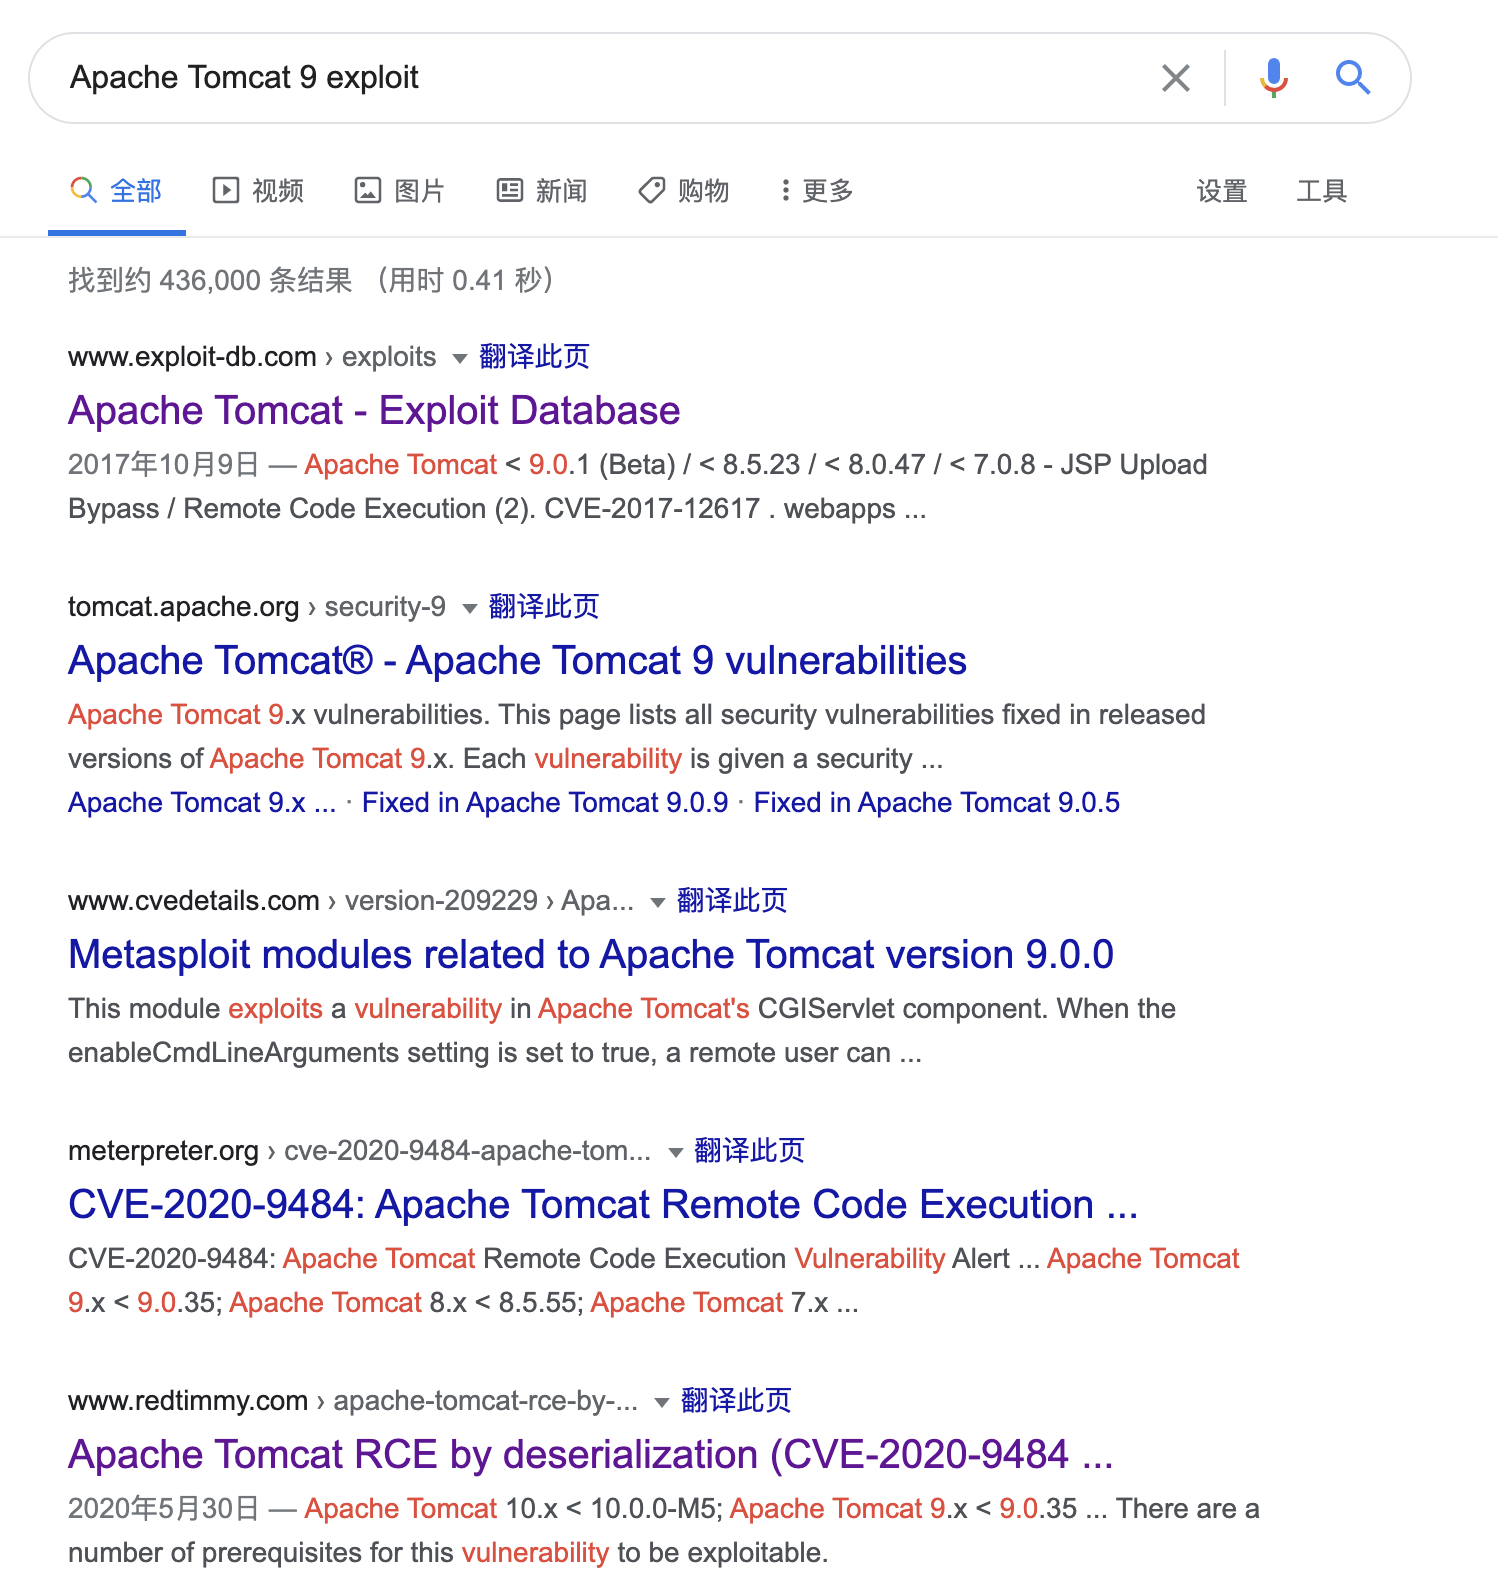 Apache Tomcat 9 exploit
全部 视频 图片 新闻 购物 更多 设置 工具
找到约 436,000 条结果 （用时 0.41 秒）
www.exploit-db.com › exploits 翻译此页
Apache Tomcat - Exploit Database
2017年10月9日 — Apache Tomcat < 9.0.1 (Beta) / < 8.5.23 / < 8.0.47 / < 7.0.8 - JSP Upload
Bypass / Remote Code Execution (2). CVE-2017-12617 . webapps ...
tomcat.apache.org › security-9 翻译此页
Apache Tomcat® - Apache Tomcat 9 vulnerabilities
Apache Tomcat 9.x vulnerabilities. This page lists all security vulnerabilities fixed in released
versions of Apache Tomcat 9.x. Each vulnerability is given a security ...
Apache Tomcat 9.x ... · Fixed in Apache Tomcat 9.0.9 · Fixed in Apache Tomcat 9.0.5
www.cvedetails.com › version-209229 › Apa... 翻译此页
Metasploit modules related to Apache Tomcat version 9.0.0
This module exploits a vulnerability in Apache Tomcat's CGIServlet component. When the
enableCmdLineArguments setting is set to true, a remote user can ...
meterpreter.org › cve-2020-9484-apache-tom... 翻译此页
CVE-2020-9484: Apache Tomcat Remote Code Execution ...
CVE-2020-9484: Apache Tomcat Remote Code Execution Vulnerability Alert ... Apache Tomcat
9.x < 9.0.35; Apache Tomcat 8.x < 8.5.55; Apache Tomcat 7.x ...
www.redtimmy.com › apache-tomcat-rce-by-... 翻译此页
Apache Tomcat RCE by deserialization (CVE-2020-9484 ...
2020年5月30日 — Apache Tomcat 10.x < 10.0.0-M5; Apache Tomcat 9.x < 9.0.35 ... There are a
number of prerequisites for this vulnerability to be exploitable.